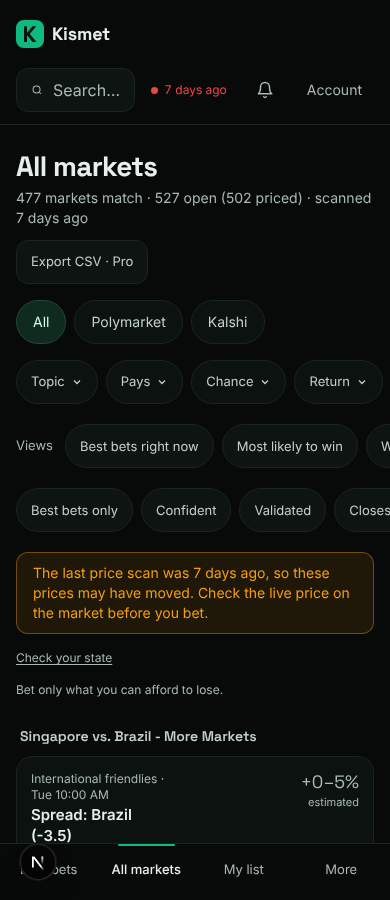 Kismet
Search...
7 days ago
Account
All markets
477 markets match · 527 open (502 priced) · scanned
7 days ago
Export CSV · Pro
All
Polymarket
Kalshi
Topic
Pays
Chance
Return
Views
Best bets right now
Most likely to win
Best bets only
Confident
Validated
Closes
The last price scan was 7 days ago, so these
prices may have moved. Check the live price on
the market before you bet.
Check your state
Bet only what you can afford to lose.
Singapore vs. Brazil - More Markets
International friendlies ·
Tue 10:00 AM
+0–5%
estimated
Spread: Brazil
(-3.5)
N
bets
All markets
My list
More